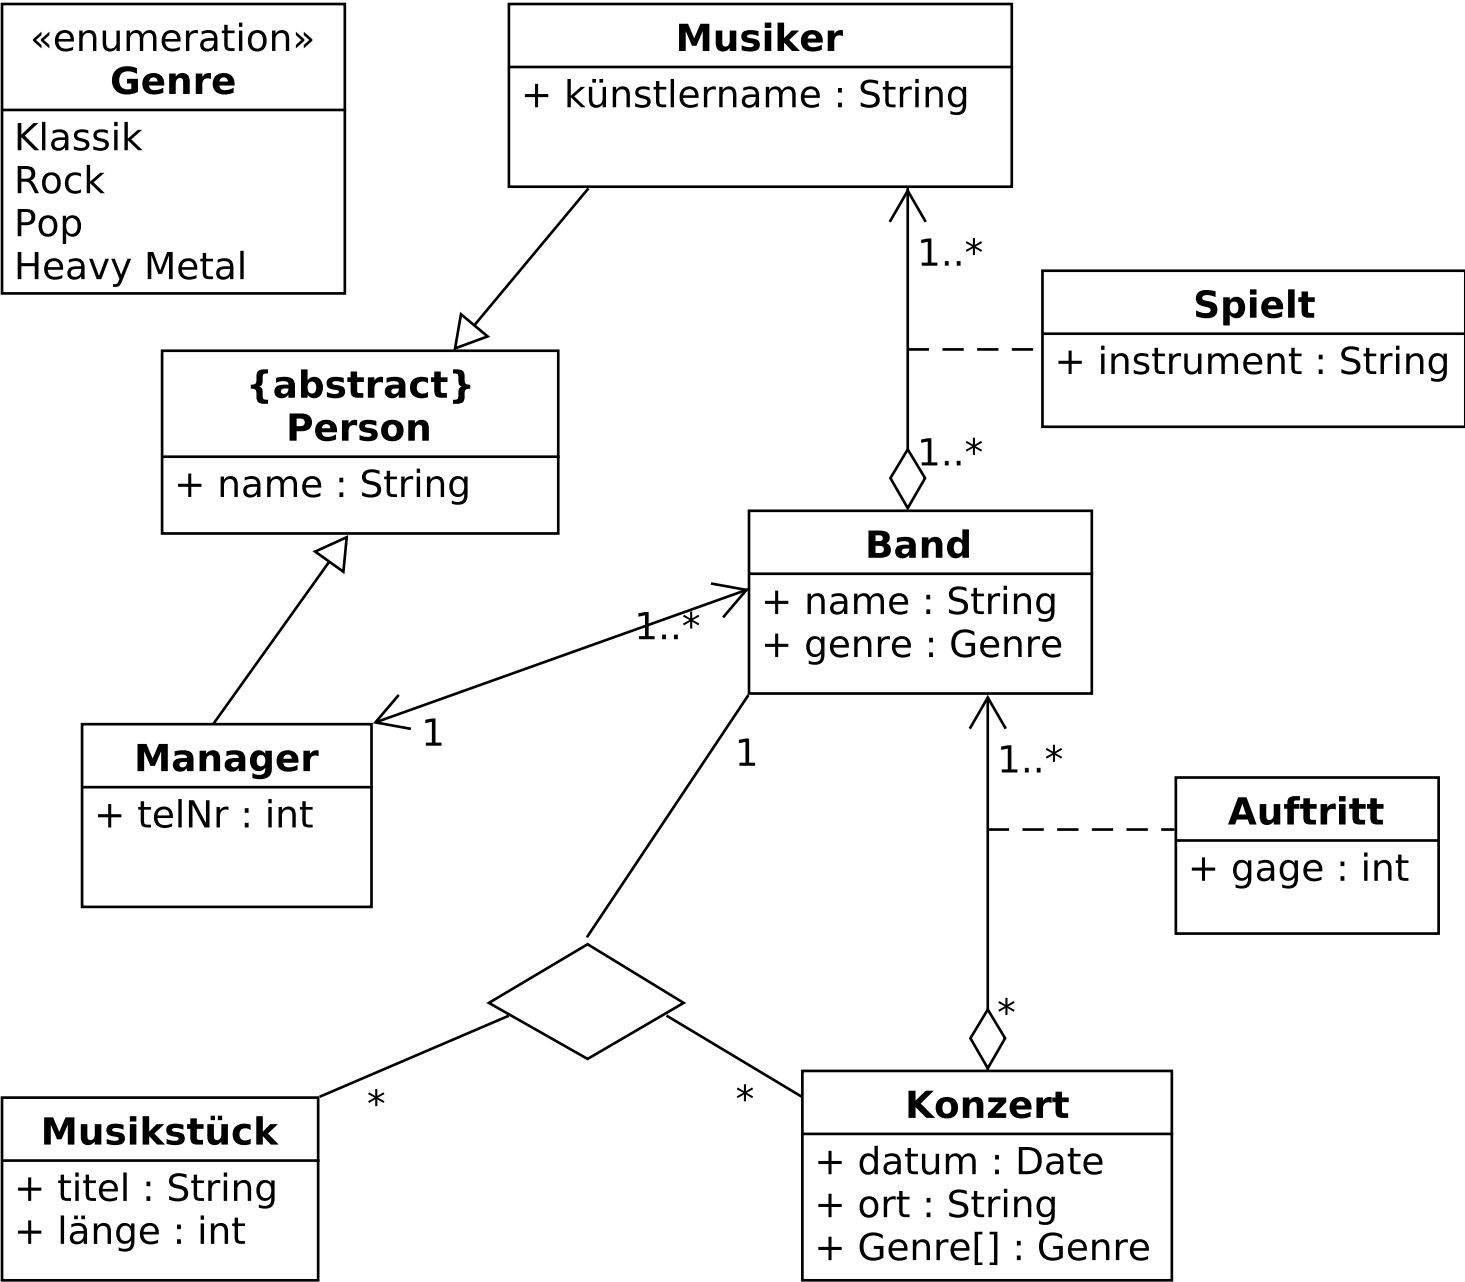 «enumeration»
Genre
Klassik
Rock
Pop
Heavy Metal
Musiker
+ künstlername : String
1..*
Spielt
+ instrument : String
1..*
{abstract}
Person
+ name : String
Band
+ name : String
+ genre : Genre
1..*
1
Manager
+ telNr : int
1
1..*
Auftritt
+ gage : int
*
*
*
Musikstück
+ titel : String
+ länge : int
Konzert
+ datum : Date
+ ort : String
+ Genre[] : Genre